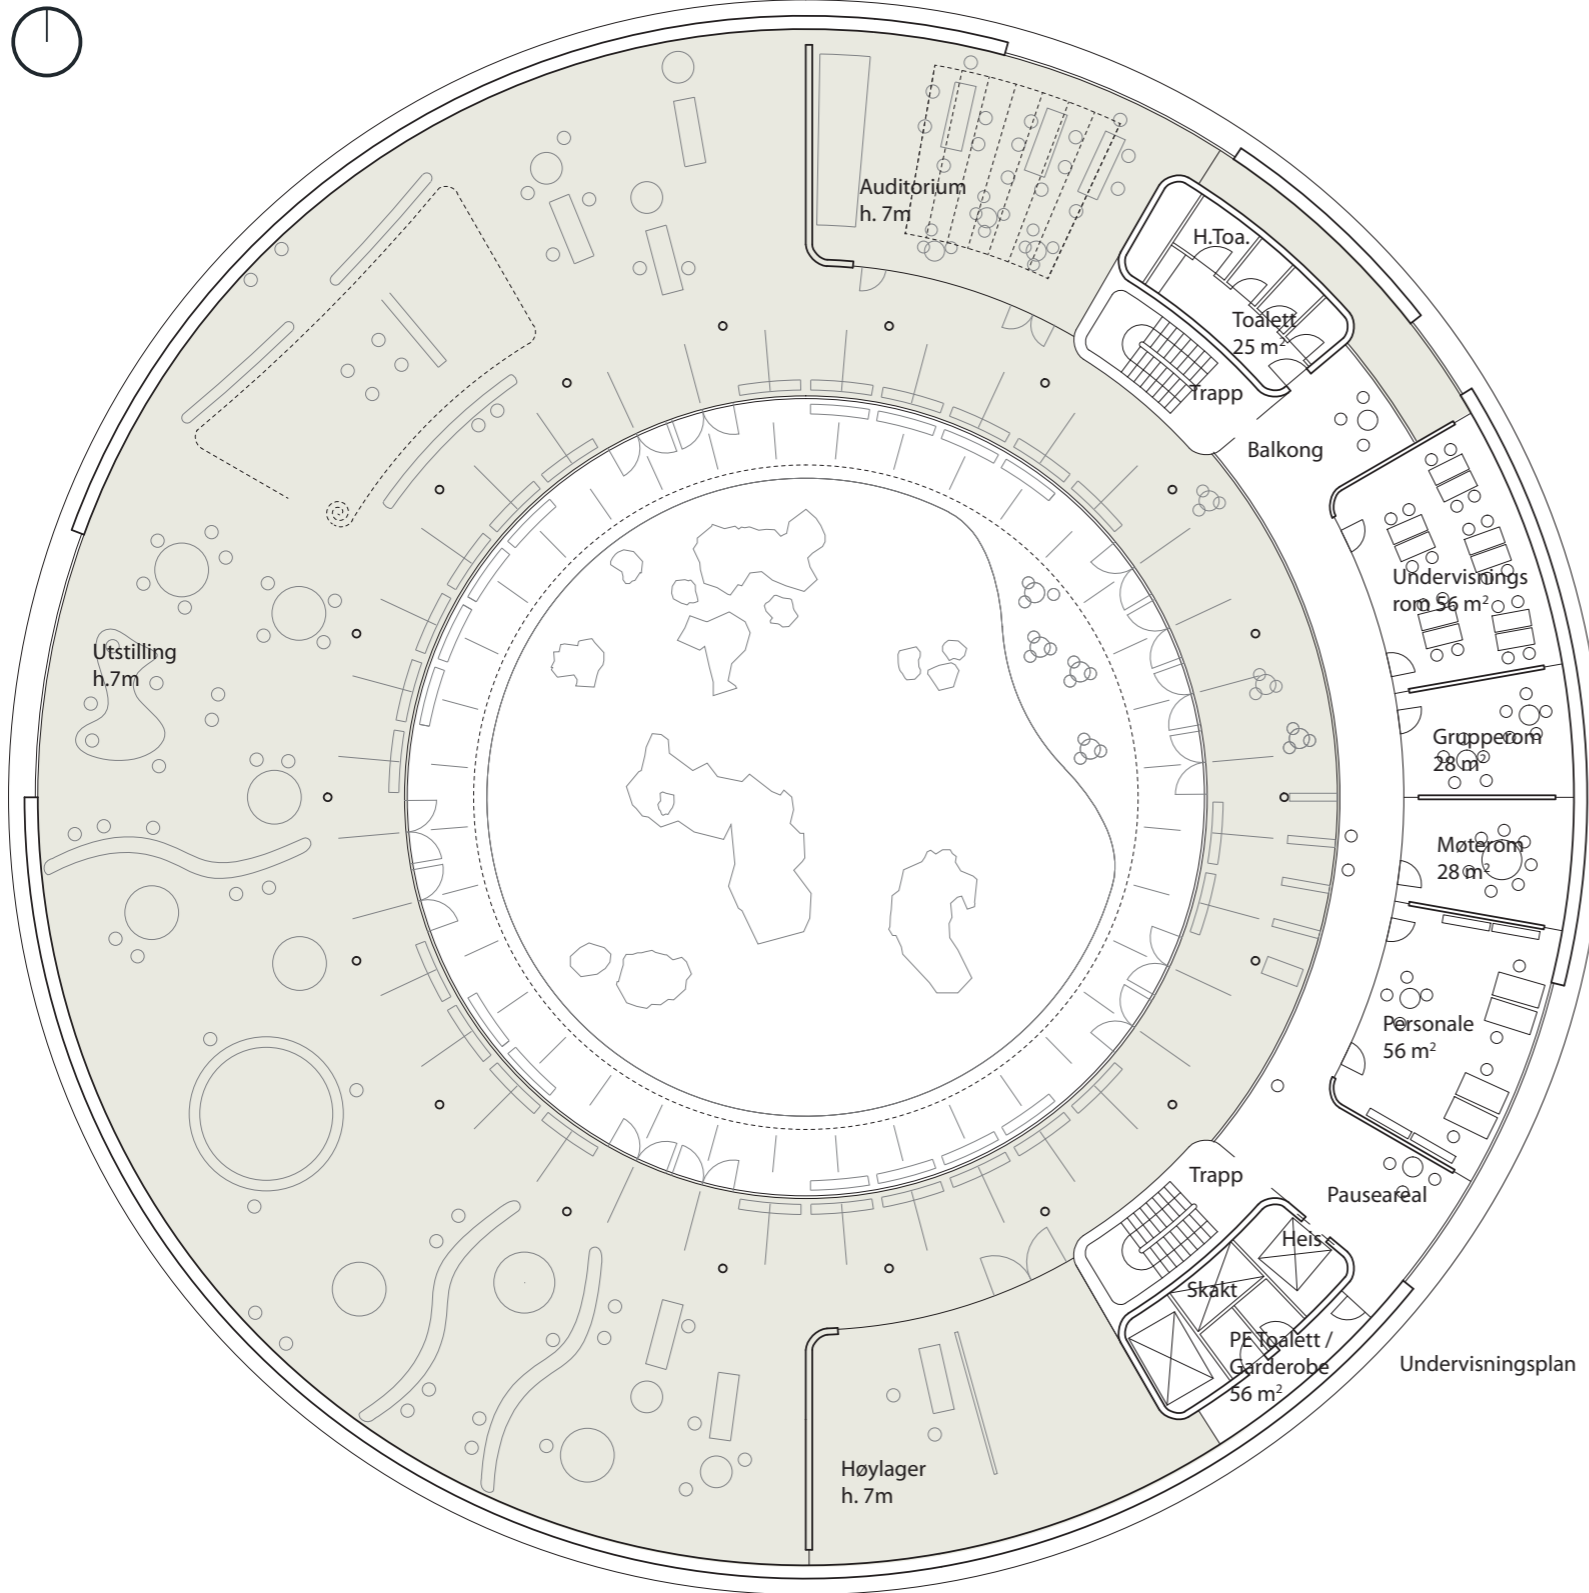 Auditorium
h. 7m
H.Toa.
Toalett
25 m²
Trapp
Balkong
Undervisnings
rom 56 m²
Utstilling
h.7m
Grupperom
28 m²
Møterom
28 m²
Personale
56 m²
Trapp
Pauseareal
Heis
Skakt
PE Toalett /
Garderobe
56 m²
Undervisningsplan
Høylager
h. 7m